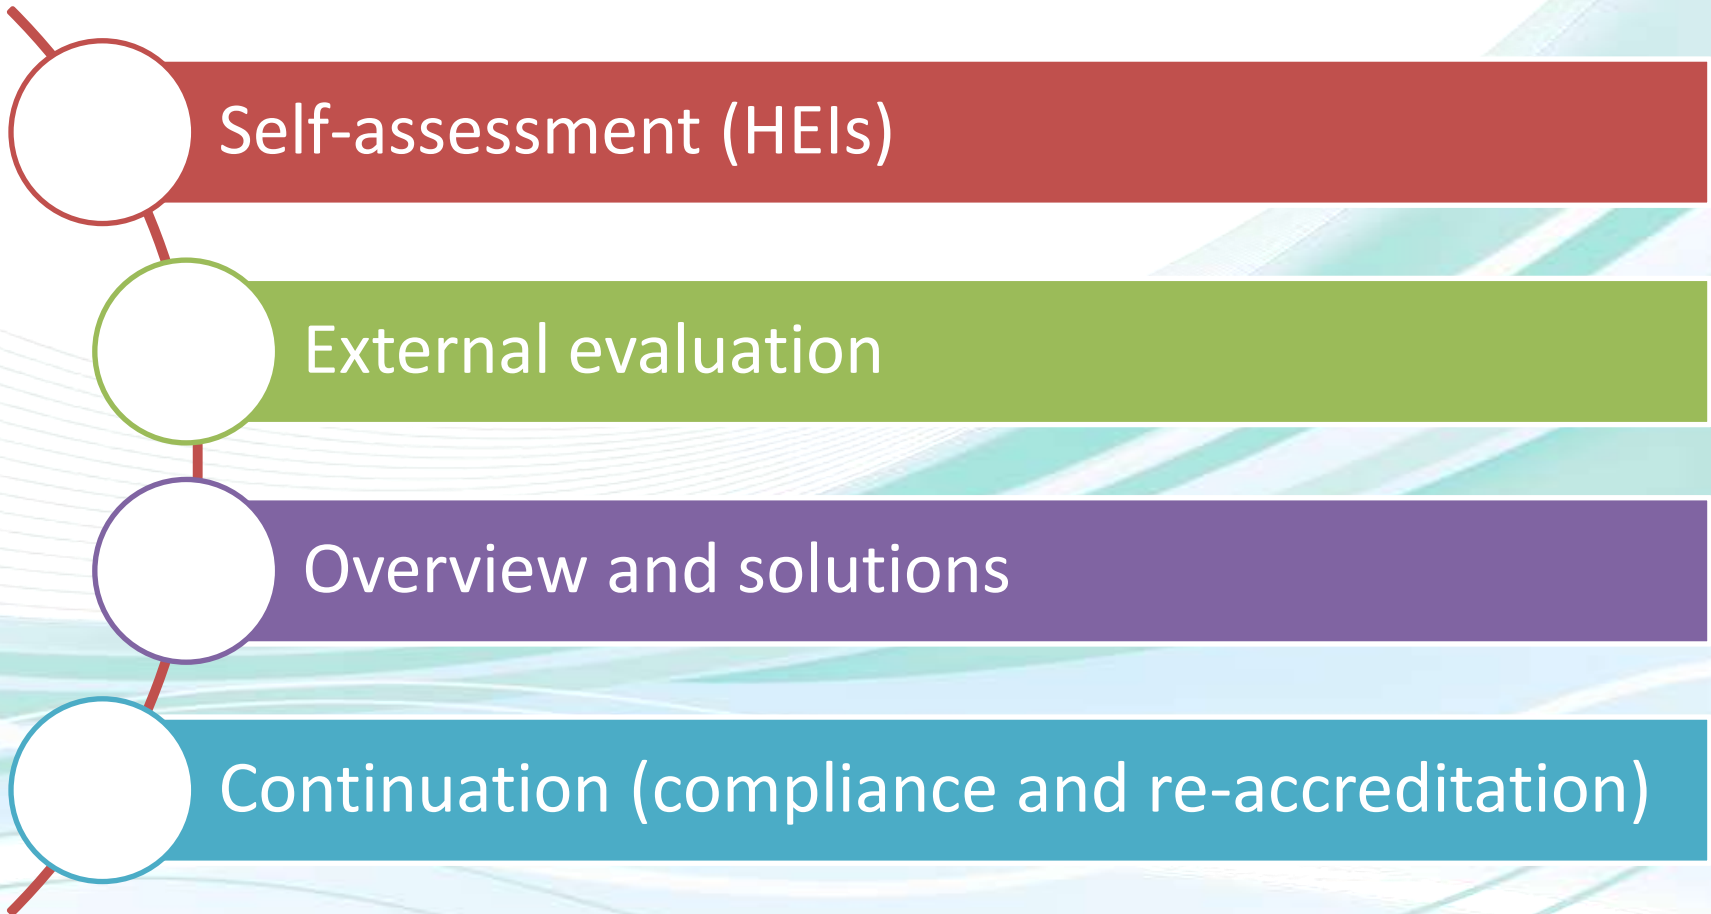 Self-assessment (HEIs)
External evaluation
Overview and solutions
Continuation (compliance and re-accreditation)